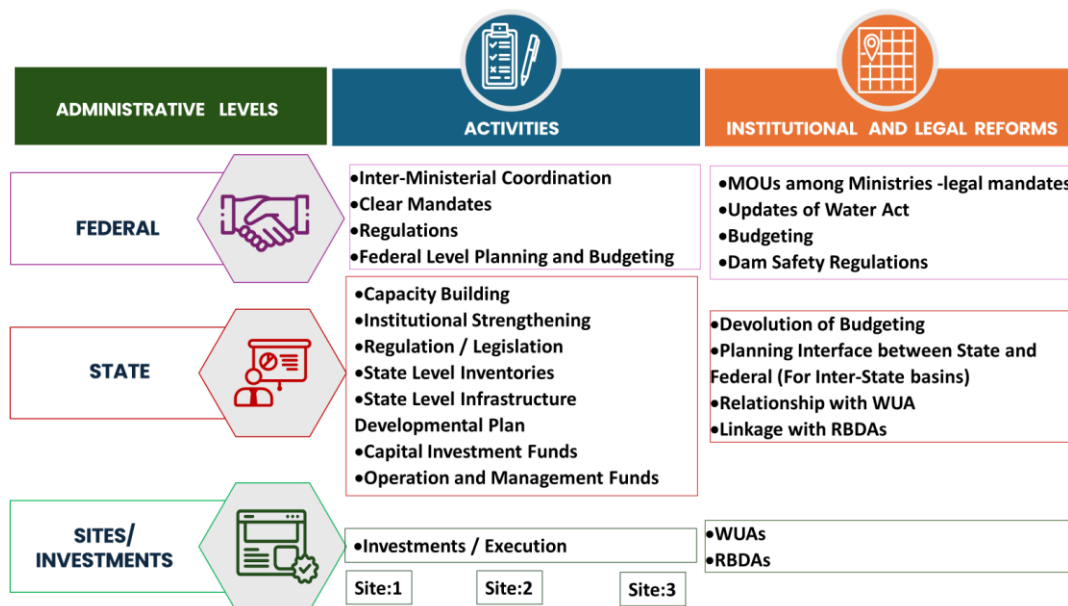 ADMINISTRATIVE LEVELS
ACTIVITIES
INSTITUTIONAL AND LEGAL REFORMS
FEDERAL
•Inter-Ministerial Coordination
•Clear Mandates
•Regulations
•Federal Level Planning and Budgeting
•MOUs among Ministries -legal mandates
•Updates of Water Act
•Budgeting
•Dam Safety Regulations
STATE
•Capacity Building
•Institutional Strengthening
•Regulation / Legislation
•State Level Inventories
•State Level Infrastructure
Developmental Plan
•Capital Investment Funds
•Operation and Management Funds
•Devolution of Budgeting
•Planning Interface between State and
Federal (For Inter-State basins)
•Relationship with WUA
•Linkage with RBDAs
SITES/
INVESTMENTS
•Investments / Execution
Site:1
Site:2
Site:3
•WUAs
•RBDAs